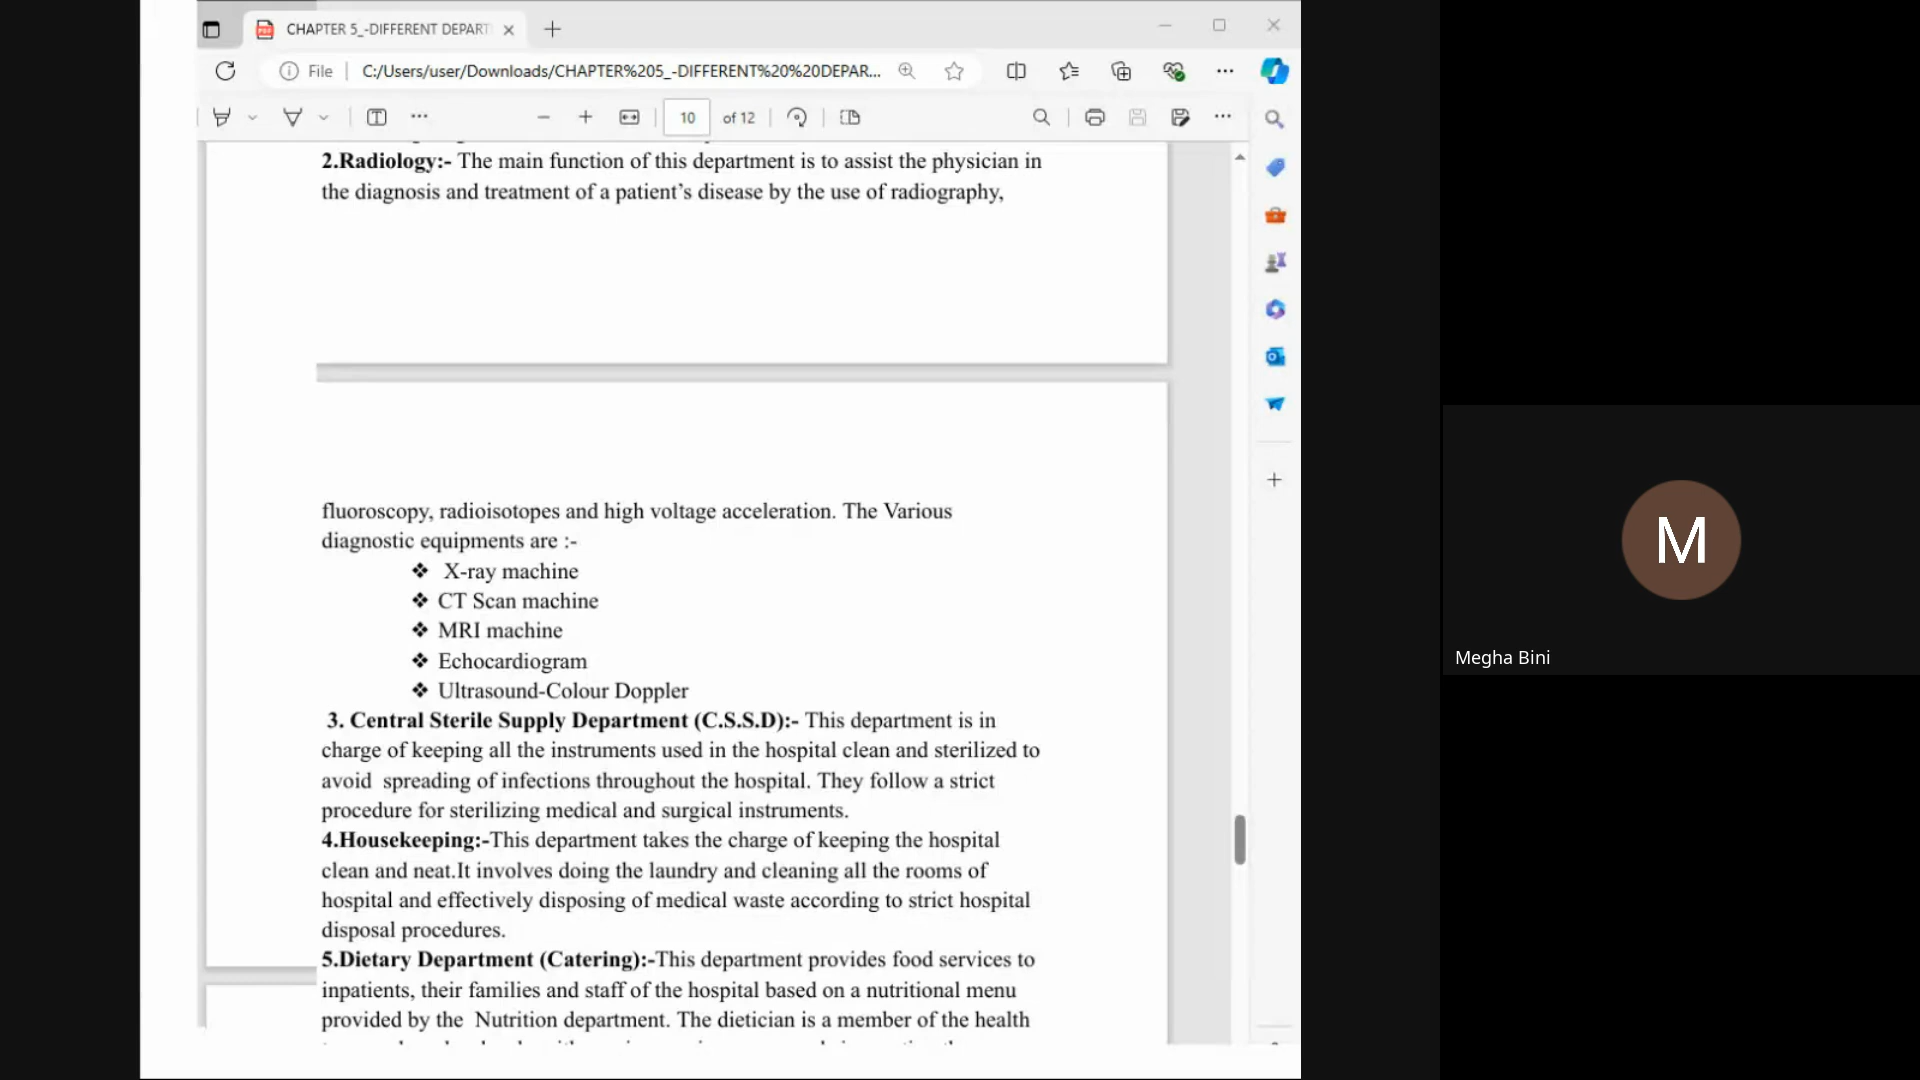 CHAPTER 5_-DIFFERENT DEPART
File
C:/Users/user/Downloads/CHAPTER%205_-DIFFERENT%20%20DEPAR...
10 of 12
2.Radiology:- The main function of this department is to assist the physician in
the diagnosis and treatment of a patient’s disease by the use of radiography,
fluoroscopy, radioisotopes and high voltage acceleration. The Various
diagnostic equipments are :-
❖ X-ray machine
❖ CT Scan machine
❖ MRI machine
❖ Echocardiogram
❖ Ultrasound-Colour Doppler
3. Central Sterile Supply Department (C.S.S.D):- This department is in
charge of keeping all the instruments used in the hospital clean and sterilized to
avoid spreading of infections throughout the hospital. They follow a strict
procedure for sterilizing medical and surgical instruments.
4.Housekeeping:-This department takes the charge of keeping the hospital
clean and neat.It involves doing the laundry and cleaning all the rooms of
hospital and effectively disposing of medical waste according to strict hospital
disposal procedures.
5.Dietary Department (Catering):-This department provides food services to
inpatients, their families and staff of the hospital based on a nutritional menu
provided by the Nutrition department. The dietician is a member of the health
M
Megha Bini